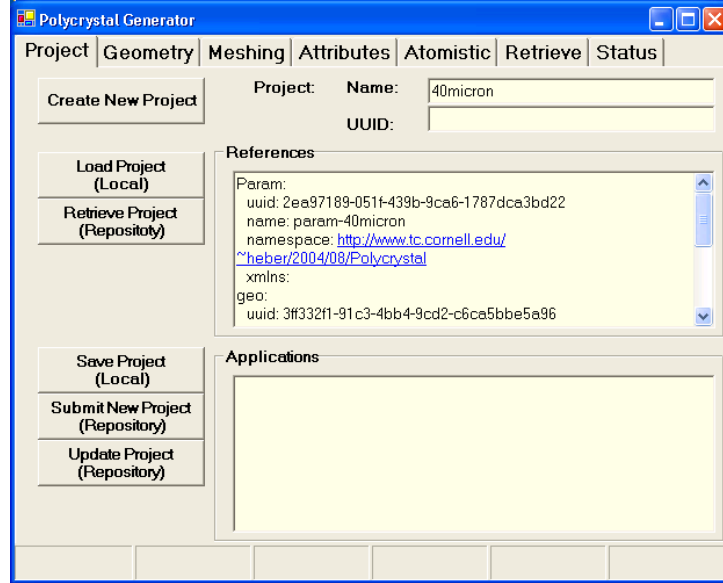 Polycrystal Generator
Project Geometry Meshing Attributes Atomistic Retrieve Status
Create New Project
Project: Name: 40micron
UUID:
Load Project
(Local)
Retrieve Project
(Repositoty)
References
Param:
uuid: 2ea97189-051f-439b-9ca6-1787dca3bd22
name: param-40micron
namespace: http://www.tc.cornell.edu/
~heber/2004/08/Polycrystal
xmlns:
geo:
uuid: 3ff332f1-91c3-4bb4-9cd2-c6ca5bbe5a96
Save Project
(Local)
Submit New Project
(Repository)
Update Project
(Repository)
Applications